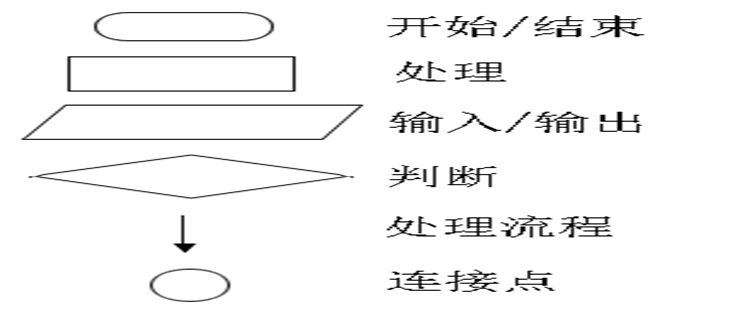 开始/结束
处理
输入/输出
判断
处理流程
连接点